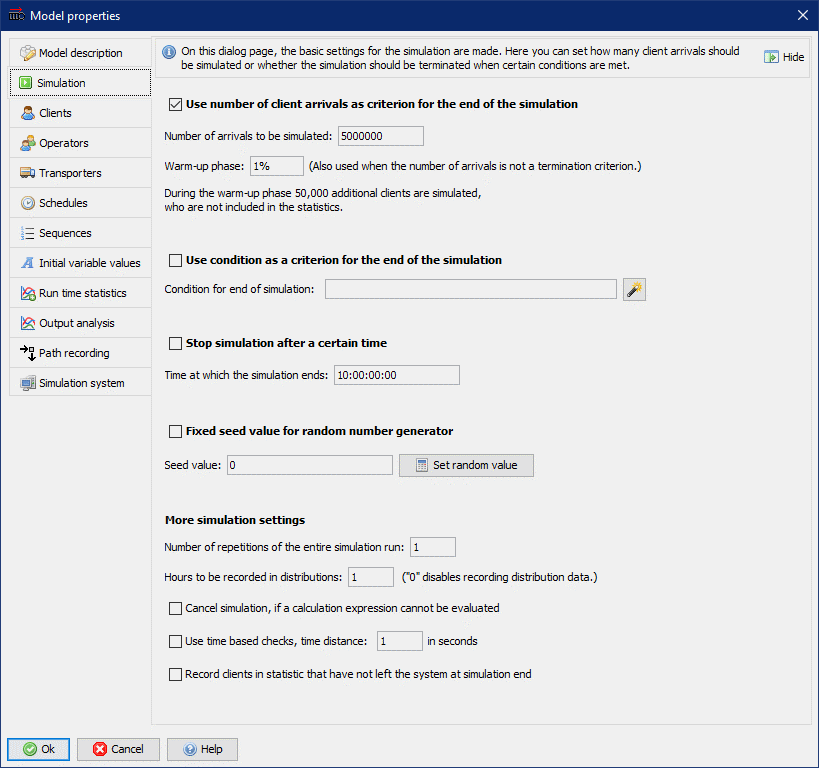 Model properties
Model description
Simulation
Clients
Operators
Transporters
Schedules
Sequences
Initial variable values
Run time statistics
Output analysis
Path recording
Simulation system
On this dialog page, the basic settings for the simulation are made. Here you can set how many client arrivals should
be simulated or whether the simulation should be terminated when certain conditions are met.
Hide
Use number of client arrivals as criterion for the end of the simulation
Number of arrivals to be simulated: 5000000
Warm-up phase: 1% (Also used when the number of arrivals is not a termination criterion.)
During the warm-up phase 50,000 additional clients are simulated,
who are not included in the statistics.
Use condition as a criterion for the end of the simulation
Condition for end of simulation:
Stop simulation after a certain time
Time at which the simulation ends: 10:00:00:00
Fixed seed value for random number generator
Seed value: 0 Set random value
More simulation settings
Number of repetitions of the entire simulation run: 1
Hours to be recorded in distributions: 1 ("0" disables recording distribution data.)
Cancel simulation, if a calculation expression cannot be evaluated
Use time based checks, time distance: 1 in seconds
Record clients in statistic that have not left the system at simulation end
Ok Cancel Help